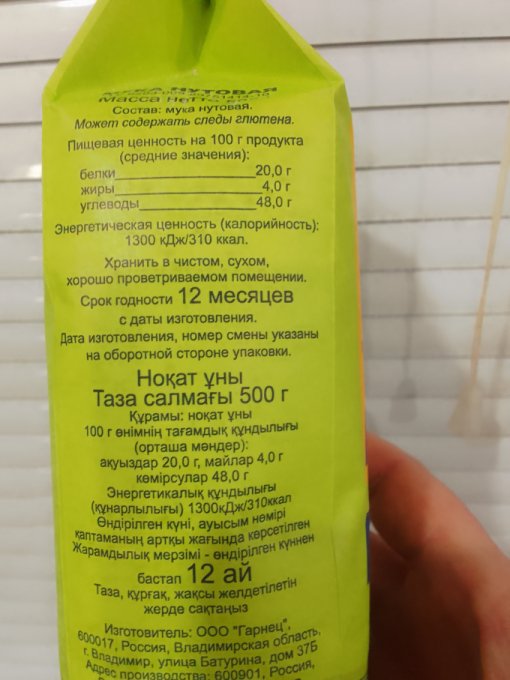 МУКА НУТОВАЯ
Масса нетто
Состав: мука нутовая.
Может содержать следы глютена.
Пищевая ценность на 100 г продукта
(средние значения):
белки 20,0 г
жиры 4,0 г
углеводы 48,0 г
Энергетическая ценность (калорийность):
1300 кДж/310 ккал.
Хранить в чистом, сухом,
хорошо проветриваемом помещении.
Срок годности 12 месяцев
с даты изготовления.
Дата изготовления, номер смены указаны
на оборотной стороне упаковки.
Ноқат ұны
Таза салмағы 500 г
Құрамы: ноқат ұны
100 г өнімнің тағамдық құндылығы
(орташа мәндер):
ақуыздар 20,0 г, майлар 4,0 г
көмірсулар 48,0 г
Энергетикалық құндылығы
(құнарлылығы) 1300кДж/310ккал
Өндірілген күні, ауысым нөмірі
қаптаманың артқы жағында көрсетілген
Жарамдылық мерзімі - өндірілген күннен
бастап 12 ай
Таза, құрғақ, жақсы желдетілетін
жерде сақтаңыз
Изготовитель: ООО "Гарнец",
600017, Россия, Владимирская область,
г. Владимир, улица Батурина, дом 37Б
Адрес производства: 600901, Россия,